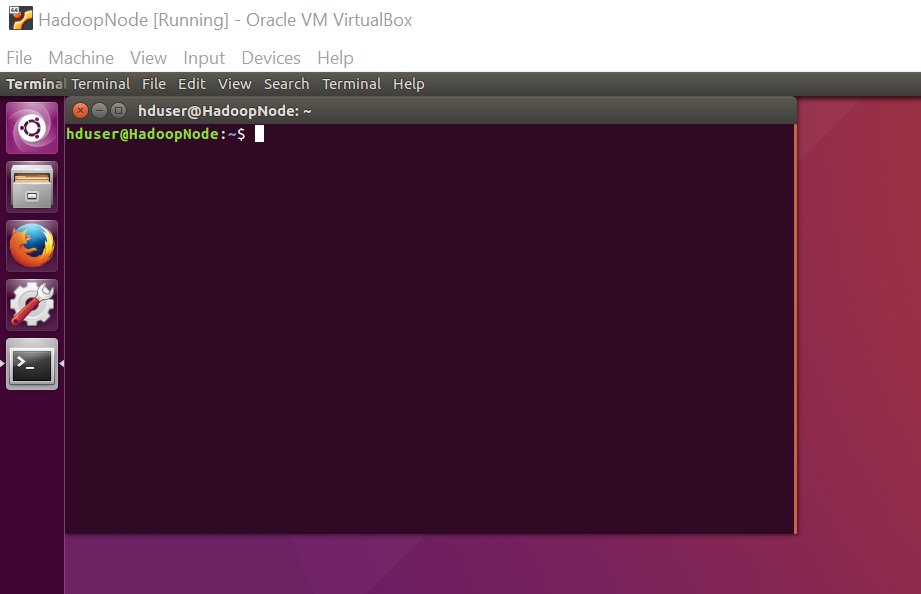 HadoopNode [Running] - Oracle VM VirtualBox
File Machine View Input Devices Help
Terminal Terminal File Edit View Search Terminal Help
hduser@HadoopNode: ~
hduser@HadoopNode:~$
>_